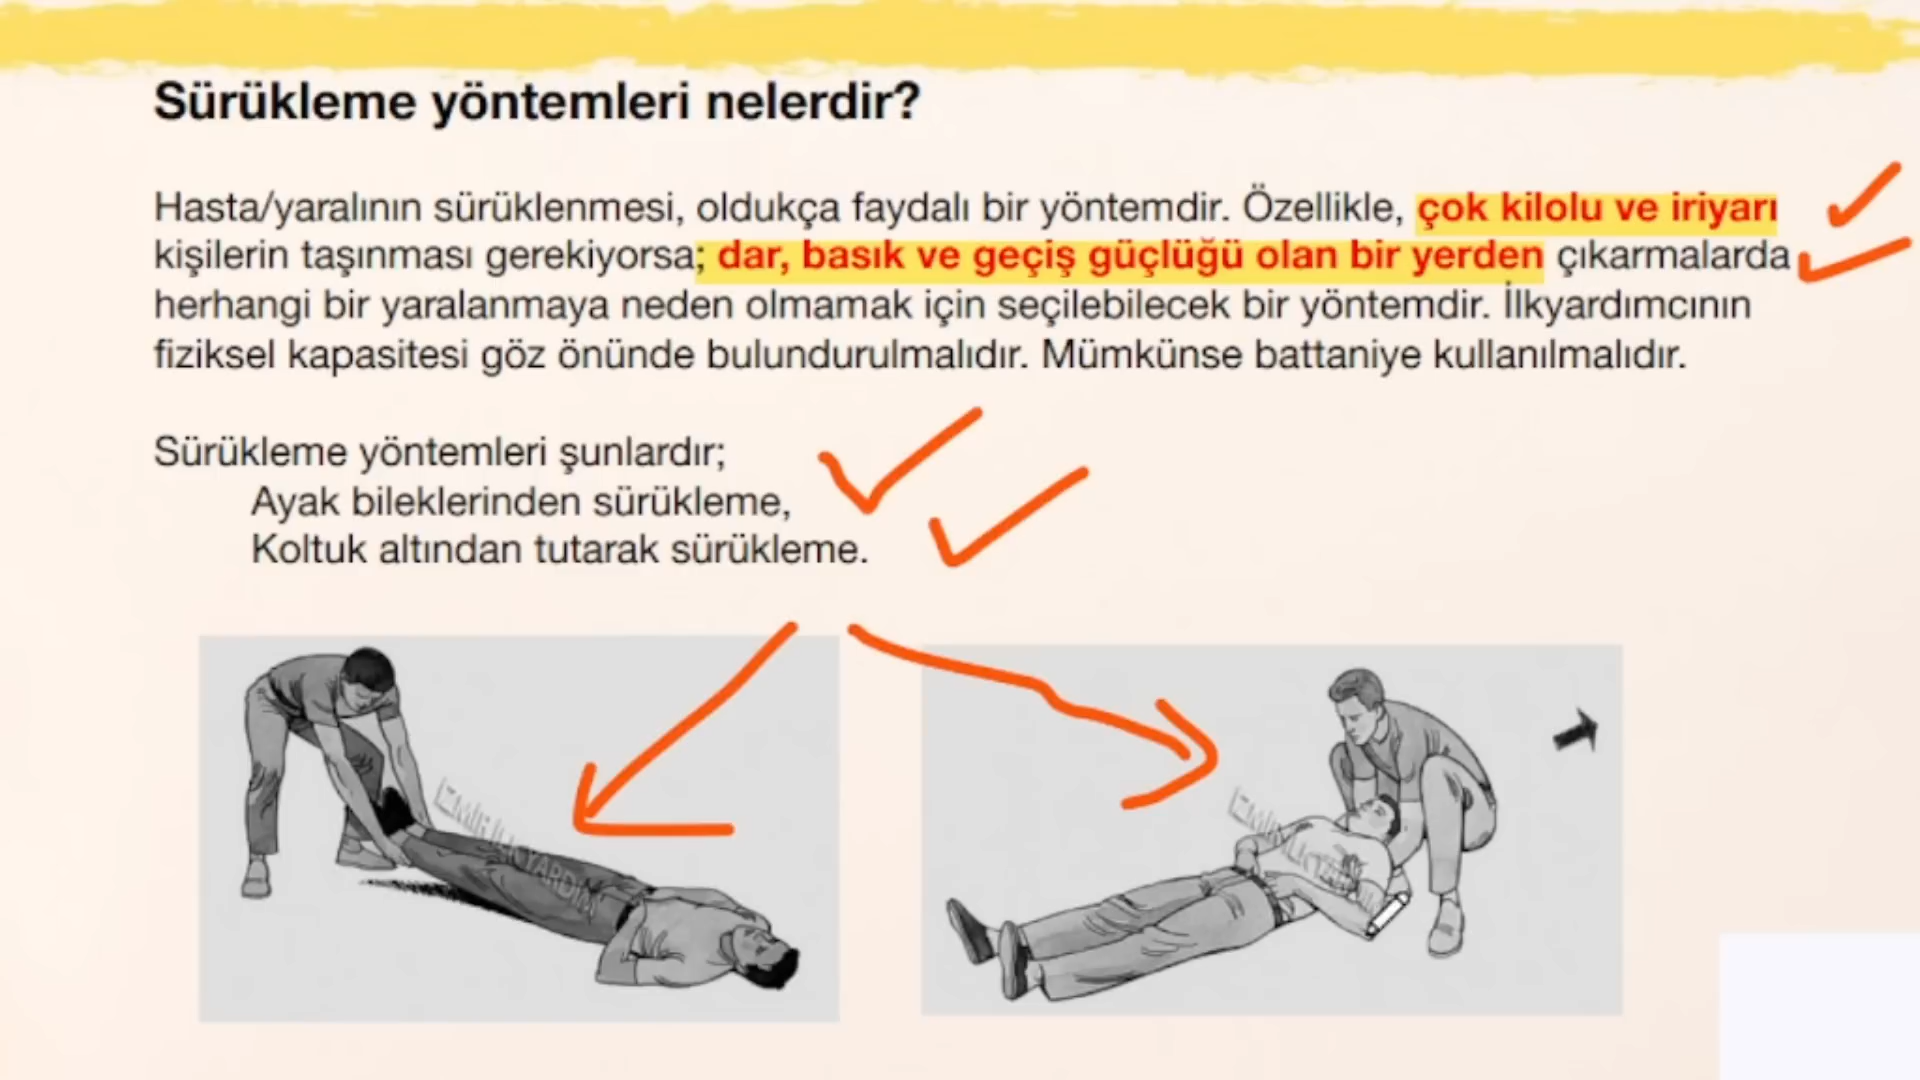 Sürükleme yöntemleri nelerdir?
Hasta/yaralının sürüklenmesi, oldukça faydalı bir yöntemdir. Özellikle, çok kilolu ve iriyarı
kişilerin taşınması gerekiyorsa; dar, basık ve geçiş güçlüğü olan bir yerden çıkarmalarda
herhangi bir yaralanmaya neden olmamak için seçilebilecek bir yöntemdir. İlkyardımcının
fiziksel kapasitesi göz önünde bulundurulmalıdır. Mümkünse battaniye kullanılmalıdır.
Sürükleme yöntemleri şunlardır;
Ayak bileklerinden sürükleme,
Koltuk altından tutarak sürükleme.